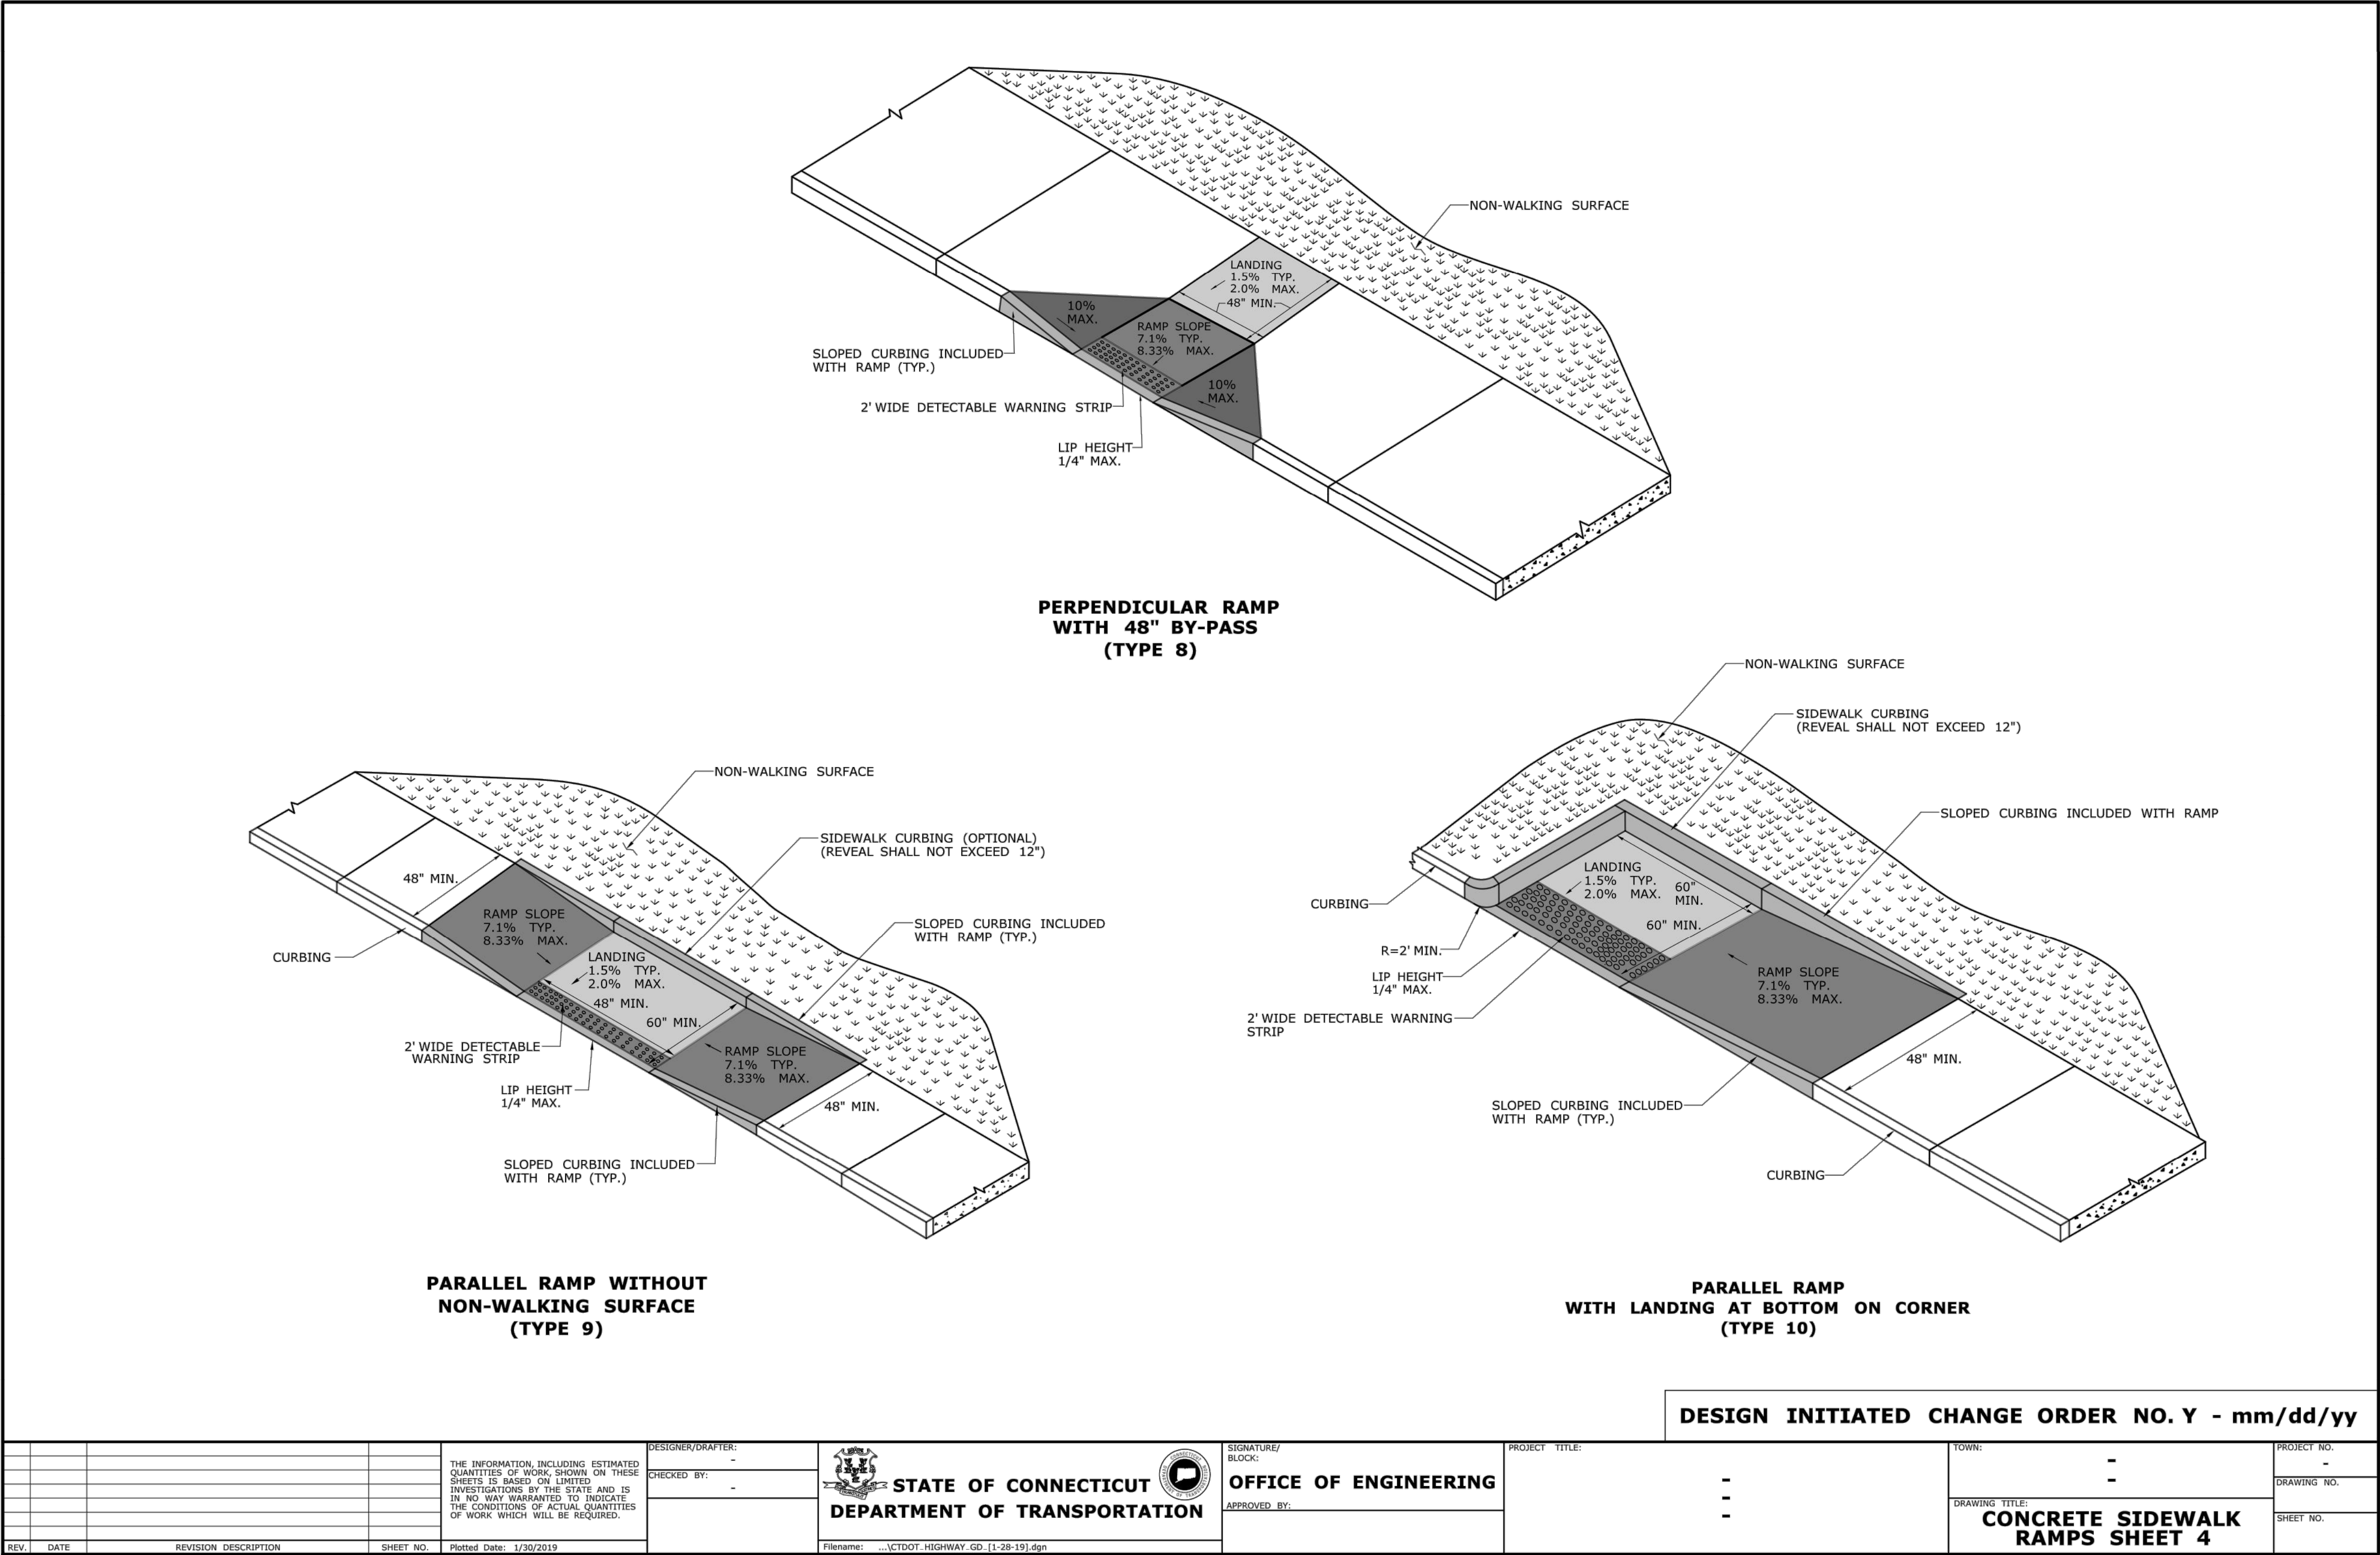 NON-WALKING SURFACE
LANDING
1.5% TYP.
2.0% MAX.
48" MIN.
10%
MAX.
RAMP SLOPE
7.1% TYP.
8.33% MAX.
10%
MAX.
SLOPED CURBING INCLUDED
WITH RAMP (TYP.)
2' WIDE DETECTABLE WARNING STRIP
LIP HEIGHT
1/4" MAX.
PERPENDICULAR RAMP
WITH 48" BY-PASS
(TYPE 8)
NON-WALKING SURFACE
SIDEWALK CURBING (OPTIONAL)
(REVEAL SHALL NOT EXCEED 12")
48" MIN.
RAMP SLOPE
7.1% TYP.
8.33% MAX.
SLOPED CURBING INCLUDED
WITH RAMP (TYP.)
CURBING
LANDING
1.5% TYP.
2.0% MAX.
48" MIN.
60" MIN.
2' WIDE DETECTABLE
WARNING STRIP
RAMP SLOPE
7.1% TYP.
8.33% MAX.
LIP HEIGHT
1/4" MAX.
48" MIN.
SLOPED CURBING INCLUDED
WITH RAMP (TYP.)
PARALLEL RAMP WITHOUT
NON-WALKING SURFACE
(TYPE 9)
NON-WALKING SURFACE
SIDEWALK CURBING
(REVEAL SHALL NOT EXCEED 12")
SLOPED CURBING INCLUDED WITH RAMP
LANDING
1.5% TYP.
2.0% MAX.
60"
MIN.
60" MIN.
CURBING
R=2' MIN.
LIP HEIGHT
1/4" MAX.
RAMP SLOPE
7.1% TYP.
8.33% MAX.
2' WIDE DETECTABLE WARNING
STRIP
48" MIN.
SLOPED CURBING INCLUDED
WITH RAMP (TYP.)
CURBING
PARALLEL RAMP
WITH LANDING AT BOTTOM ON CORNER
(TYPE 10)
DESIGN INITIATED CHANGE ORDER NO. Y - mm/dd/yy
REV.
DATE
REVISION DESCRIPTION
SHEET NO.
THE INFORMATION, INCLUDING ESTIMATED
QUANTITIES OF WORK, SHOWN ON THESE
SHEETS IS BASED ON LIMITED
INVESTIGATIONS BY THE STATE AND IS
IN NO WAY WARRANTED TO INDICATE
THE CONDITIONS OF ACTUAL QUANTITIES
OF WORK WHICH WILL BE REQUIRED.
Plotted Date: 1/30/2019
DESIGNER/DRAFTER:
-
CHECKED BY:
-
STATE OF CONNECTICUT
DEPARTMENT OF TRANSPORTATION
Filename: ...\CTDOT_HIGHWAY_GD_[1-28-19].dgn
SIGNATURE/
BLOCK:
OFFICE OF ENGINEERING
APPROVED BY:
PROJECT TITLE:
-
-
-
TOWN:
-
-
DRAWING TITLE:
CONCRETE SIDEWALK
RAMPS SHEET 4
PROJECT NO.
-
DRAWING NO.
SHEET NO.